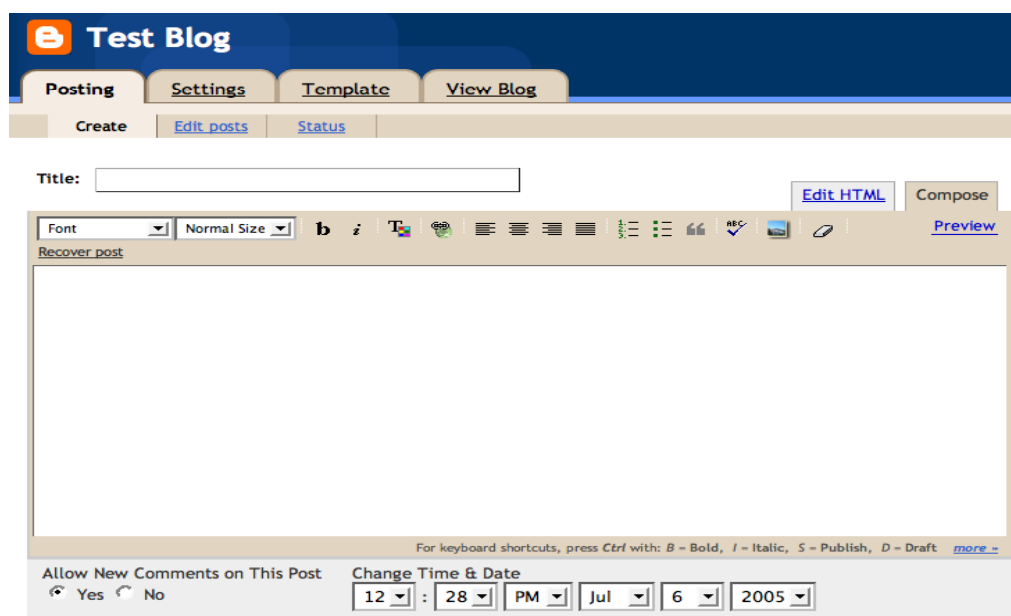 Test Blog
Posting Settings Template View Blog
Create Edit posts Status
Title:
Edit HTML Compose
Font Normal Size b i T ABC Preview
Recover post
For keyboard shortcuts, press Ctrl with: B – Bold, I – Italic, S – Publish, D – Draft more »
Allow New Comments on This Post Change Time & Date
Yes No 12 : 28 PM Jul 6 2005